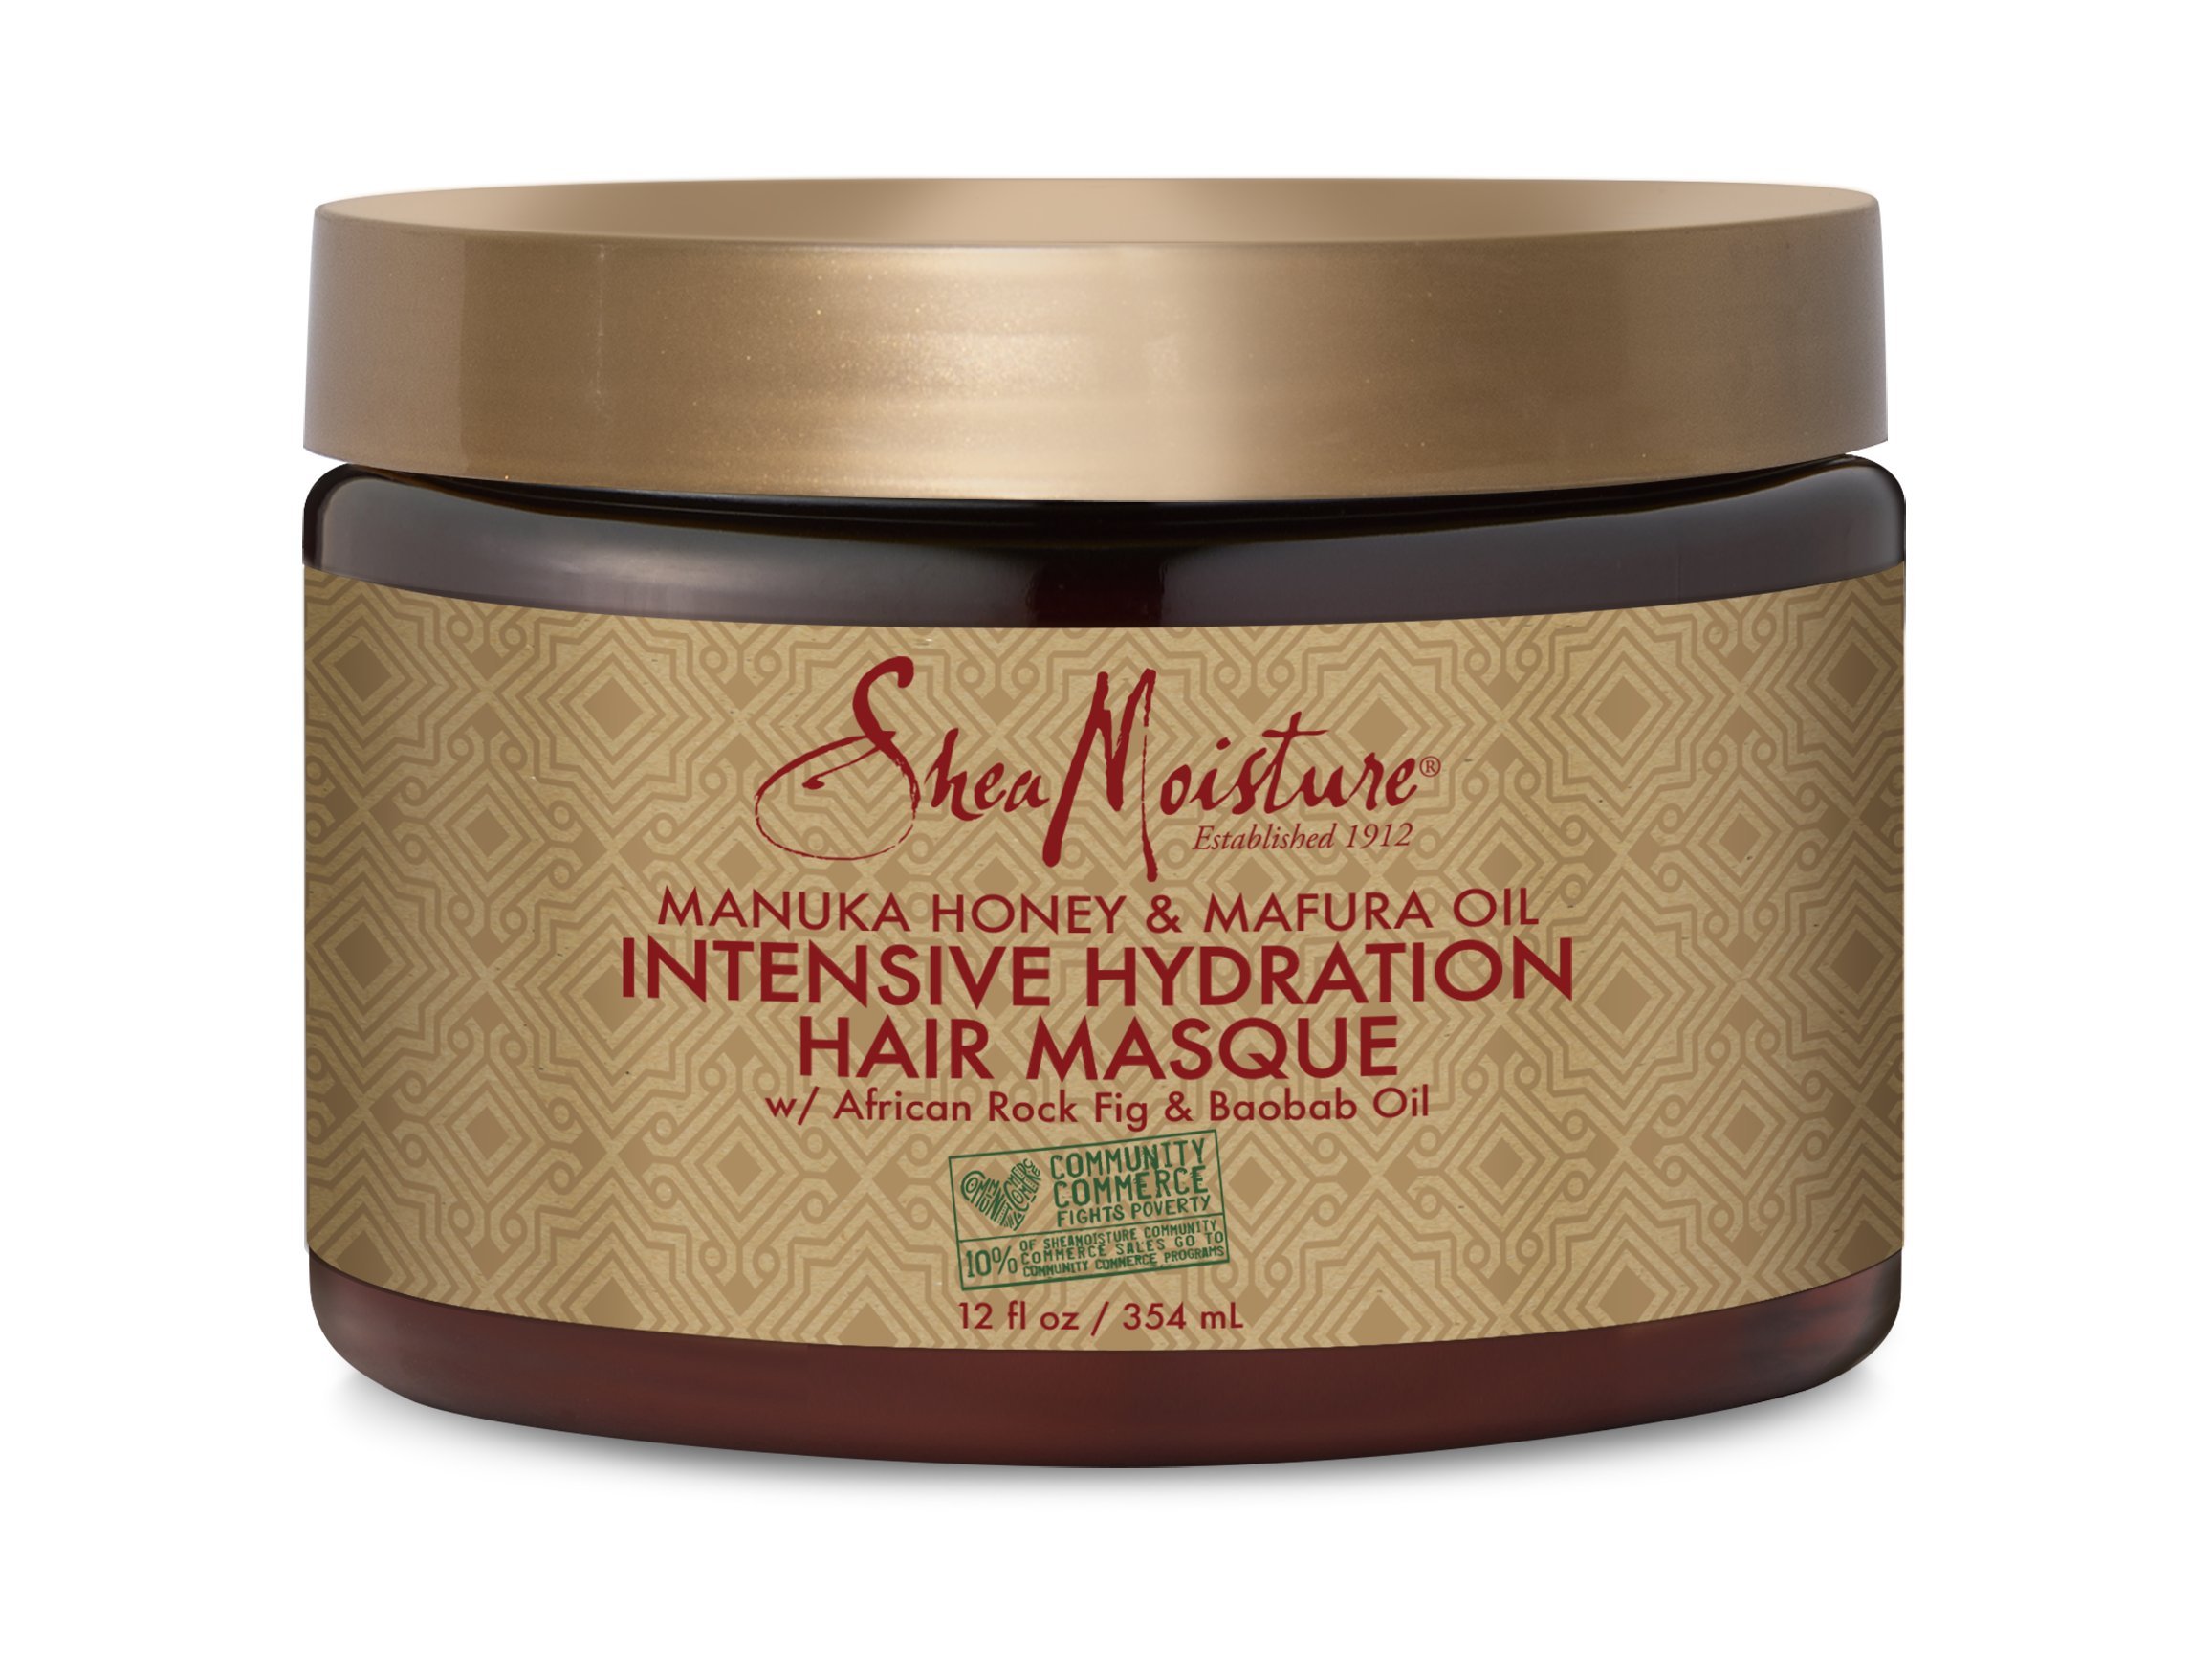 SheaMoisture®
Established 1912
MANUKA HONEY & MAFURA OIL
INTENSIVE HYDRATION
HAIR MASQUE
w/ African Rock Fig & Baobab Oil
COMMUNITY
COMMERCE
FIGHTS POVERTY
10% OF SHEAMOISTURE COMMUNITY
COMMERCE SALES GO TO
COMMUNITY COMMERCE PROGRAMS
12 fl oz / 354 mL